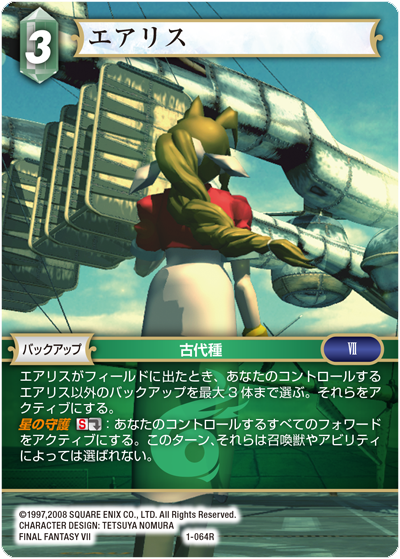 3
エアリス
バックアップ
古代種
VII
エアリスがフィールドに出たとき、あなたのコントロールする
エアリス以外のバックアップを最大3体まで選ぶ。それらをア
クティブにする。
星の守護 S : あなたのコントロールするすべてのフォワード
をアクティブにする。このターン、それらは召喚獣やアビリティ
によっては選ばれない。
©1997,2008 SQUARE ENIX CO., LTD. All Rights Reserved.
CHARACTER DESIGN: TETSUYA NOMURA
FINAL FANTASY VII
1-064R